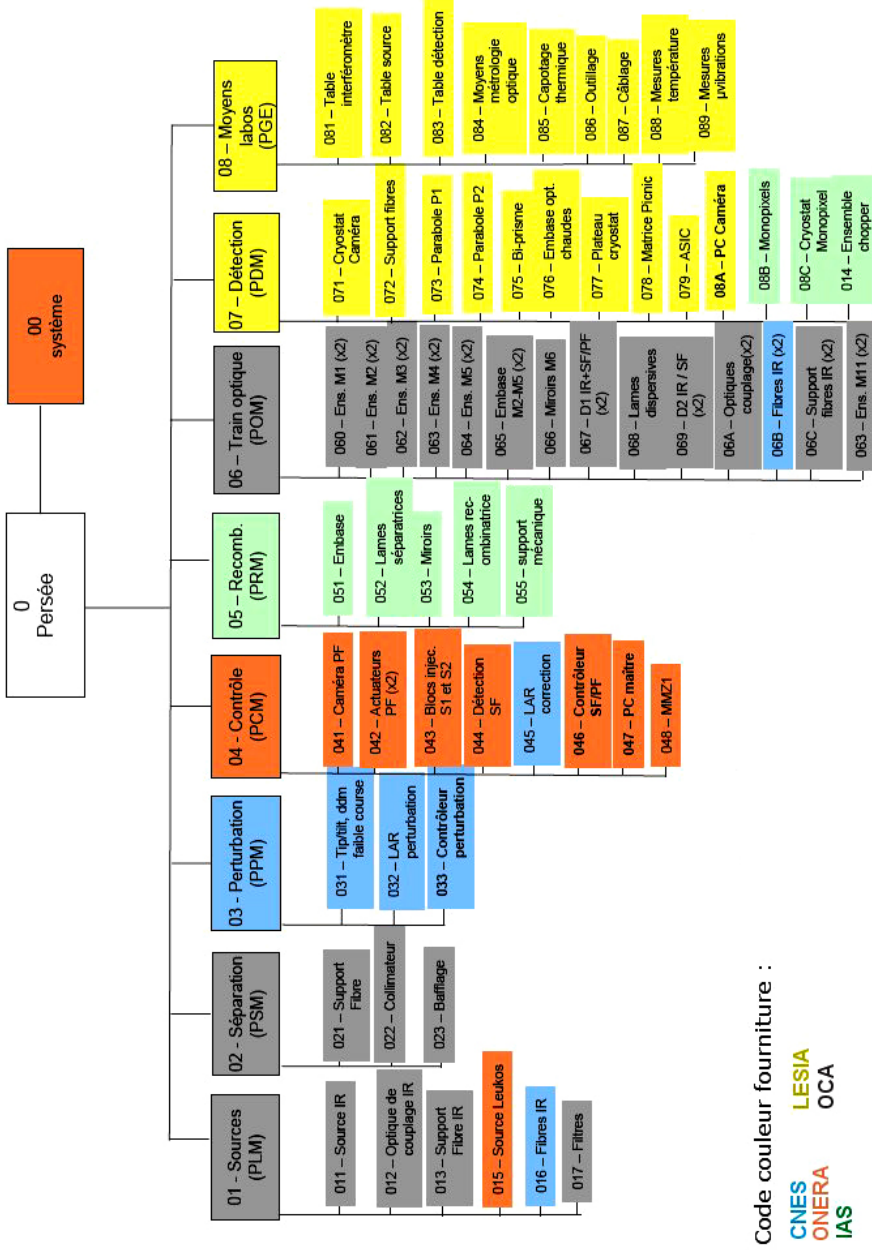 0
Persée
00
système
01 - Sources
(PLM)
011 – Source IR
012 – Optique de
couplage IR
013 – Support
Fibre IR
015 – Source Leukos
016 – Fibres IR
017 – Filtres
02 - Séparation
(PSM)
021 – Support
Fibre
022 – Collimateur
023 – Bafflage
03 - Perturbation
(PPM)
031 – Tip/tilt, ddm
faible course
032 – LAR
perturbation
033 – Contrôleur
perturbation
04 - Contrôle
(PCM)
041 – Caméra PF
042 – Actuateurs
PF (x2)
043 – Blocs injec.
S1 et S2
044 – Détection
SF
045 – LAR
correction
046 – Contrôleur
SF/PF
047 – PC maître
048 – MMZ1
05 – Recomb.
(PRM)
051 – Embase
052 – Lames
séparatrices
053 – Miroirs
054 – Lames rec-
ombinatrice
055 – support
mécanique
06 – Train optique
(POM)
060 – Ens. M1 (x2)
061 – Ens. M2 (x2)
062 – Ens. M3 (x2)
063 – Ens. M4 (x2)
064 – Ens. M5 (x2)
065 – Embase
M2-M5 (x2)
066 – Miroirs M6
067 – D1 IR+SF/PF
(x2)
068 – Lames
dispersives
069 – D2 IR / SF
(x2)
06A – Optiques
couplage(x2)
06B – Fibres IR (x2)
06C – Support
fibres IR (x2)
063 – Ens. M11 (x2)
07 – Détection
(PDM)
071 – Cryostat
Caméra
072 – Support fibres
073 – Parabole P1
074 – Parabole P2
075 – Bi-prisme
076 – Embase opt.
chaudes
077 – Plateau
cryostat
078 – Matrice Picnic
079 – ASIC
08A – PC Caméra
08B – Monopixels
08C – Cryostat
Monopixel
014 – Ensemble
chopper
08 – Moyens
labos
(PGE)
081 – Table
interféromètre
082 – Table source
083 – Table détection
084 – Moyens
métrologie
optique
085 – Capotage
thermique
086 – Outillage
087 – Câblage
088 – Mesures
température
089 – Mesures
µvibrations
Code couleur fourniture :
CNES
ONERA
IAS
LESIA
OCA